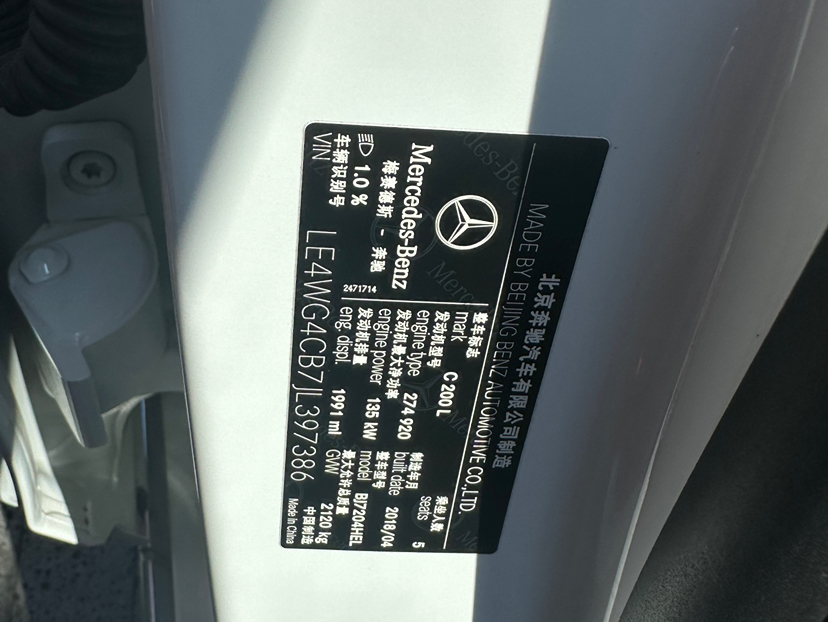 北京奔驰汽车有限公司制造
MADE BY BEIJING BENZ AUTOMOTIVE CO.,LTD.
Mercedes-Benz
梅赛德斯 - 奔驰
1.0 %
2471714
整车标志 C 200 L 乘坐人数 5
mark seats
发动机型号 274 920 制造年月 2018/04
engine type built date
发动机最大净功率 135 kW 整车型号 BJ7204HEL
engine power model
发动机排量 1991 ml 最大允许总质量 2120 kg
eng. displ. GVW
车辆识别号 LE4WG4CB7JL397386 中国制造
VIN Made in China